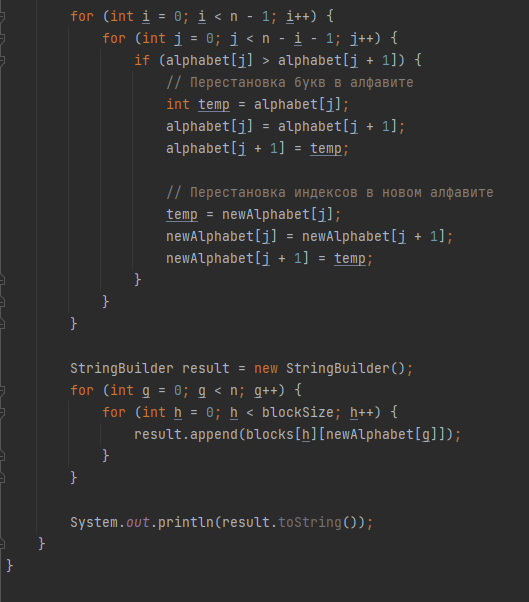 for (int i = 0; i < n - 1; i++) {
for (int j = 0; j < n - i - 1; j++) {
if (alphabet[j] > alphabet[j + 1]) {
// Перестановка букв в алфавите
int temp = alphabet[j];
alphabet[j] = alphabet[j + 1];
alphabet[j + 1] = temp;
// Перестановка индексов в новом алфавите
temp = newAlphabet[j];
newAlphabet[j] = newAlphabet[j + 1];
newAlphabet[j + 1] = temp;
}
}
}
StringBuilder result = new StringBuilder();
for (int g = 0; g < n; g++) {
for (int h = 0; h < blockSize; h++) {
result.append(blocks[h][newAlphabet[g]]);
}
}
System.out.println(result.toString());
}
}